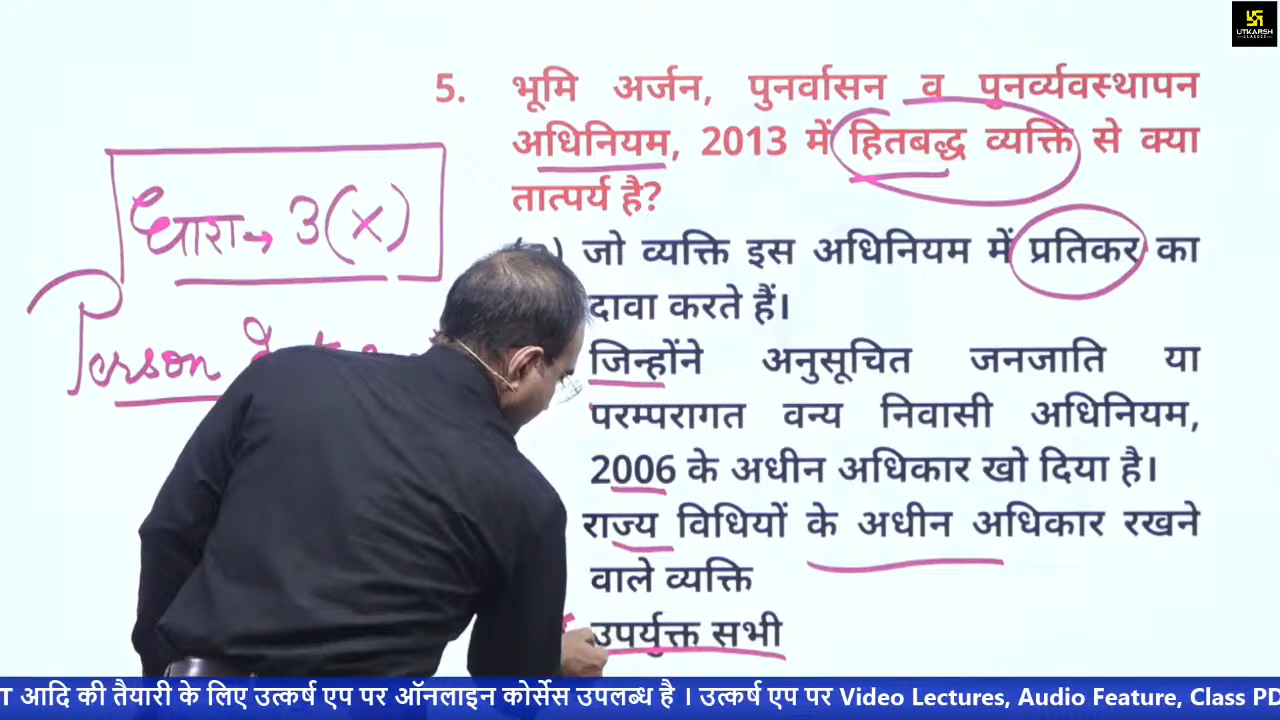 UTKARSH
CLASSES
5. भूमि अर्जन, पुनर्वासन व पुनर्व्यवस्थापन
अधिनियम, 2013 में हितबद्ध व्यक्ति से क्या
तात्पर्य है?
जो व्यक्ति इस अधिनियम में प्रतिकर का
दावा करते हैं।
जिन्होंने अनुसूचित जनजाति या
परम्परागत वन्य निवासी अधिनियम,
2006 के अधीन अधिकार खो दिया है।
राज्य विधियों के अधीन अधिकार रखने
वाले व्यक्ति
उपर्युक्त सभी
धारा→ 3(x)
Person
T आदि की तैयारी के लिए उत्कर्ष एप पर ऑनलाइन कोर्सेस उपलब्ध है । उत्कर्ष एप पर Video Lectures, Audio Feature, Class PD